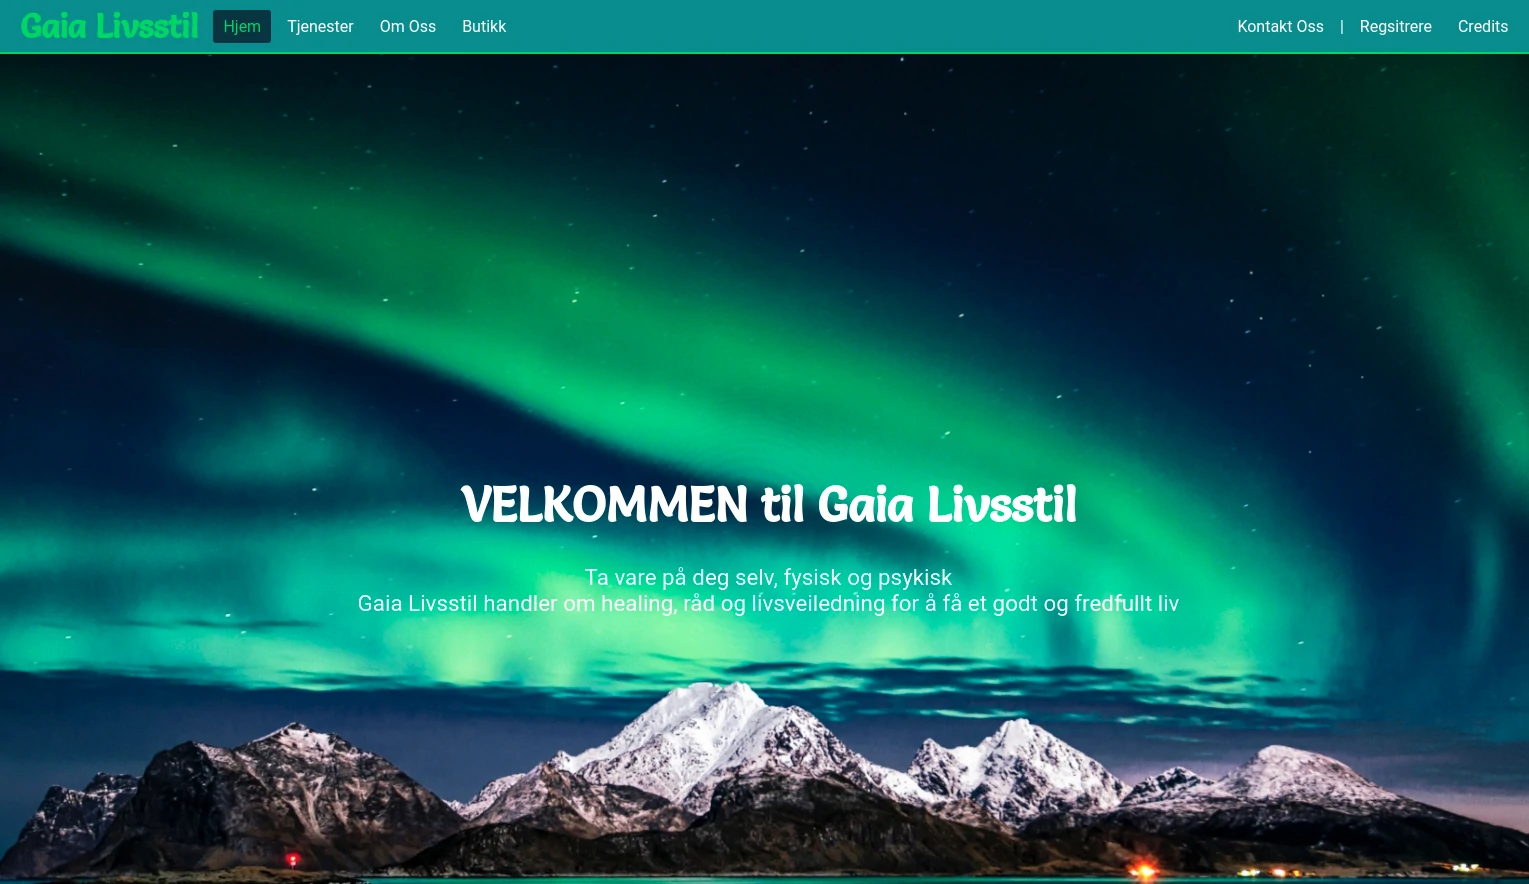 Gaia Livsstil Hjem Tjenester Om Oss Butikk Kontakt Oss | Regsitrere Credits
VELKOMMEN til Gaia Livsstil
Ta vare på deg selv, fysisk og psykisk
Gaia Livsstil handler om healing, råd og livsveiledning for å få et godt og fredfullt liv